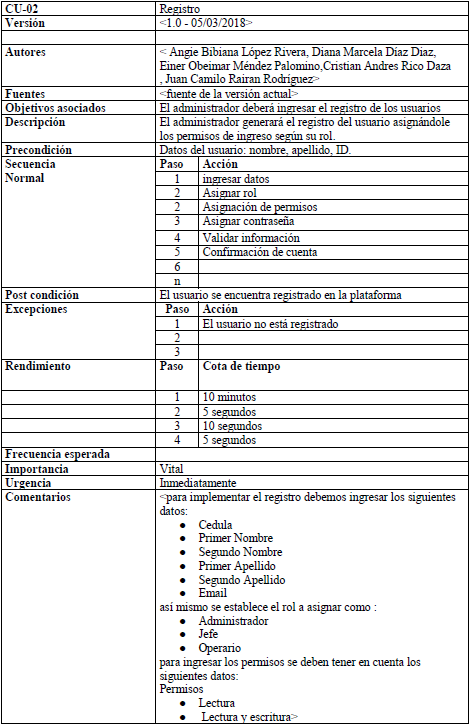 CU-02 Registro
Versión <1.0 - 05/03/2018>
Autores < Angie Bibiana López Rivera, Diana Marcela Díaz Diaz,
Einer Obeimar Méndez Palomino,Cristian Andres Rico Daza
, Juan Camilo Rairan Rodríguez>
Fuentes <fuente de la versión actual>
Objetivos asociados El administrador deberá ingresar el registro de los usuarios
Descripción El administrador generará el registro del usuario asignándole
los permisos de ingreso según su rol.
Precondición Datos del usuario: nombre, apellido, ID.
Secuencia Paso Acción
Normal 1 ingresar datos
2 Asignar rol
2 Asignación de permisos
3 Asignar contraseña
4 Validar información
5 Confirmación de cuenta
6
n
Post condición El usuario se encuentra registrado en la plataforma
Excepciones Paso Acción
1 El usuario no está registrado
2
3
Rendimiento Paso Cota de tiempo
1 10 minutos
2 5 segundos
3 10 segundos
4 5 segundos
Frecuencia esperada
Importancia Vital
Urgencia Inmediatamente
Comentarios <para implementar el registro debemos ingresar los siguientes
datos:
● Cedula
● Primer Nombre
● Segundo Nombre
● Primer Apellido
● Segundo Apellido
● Email
así mismo se establece el rol a asignar como :
● Administrador
● Jefe
● Operario
para ingresar los permisos se deben tener en cuenta los
siguientes datos:
Permisos
● Lectura
● Lectura y escritura>